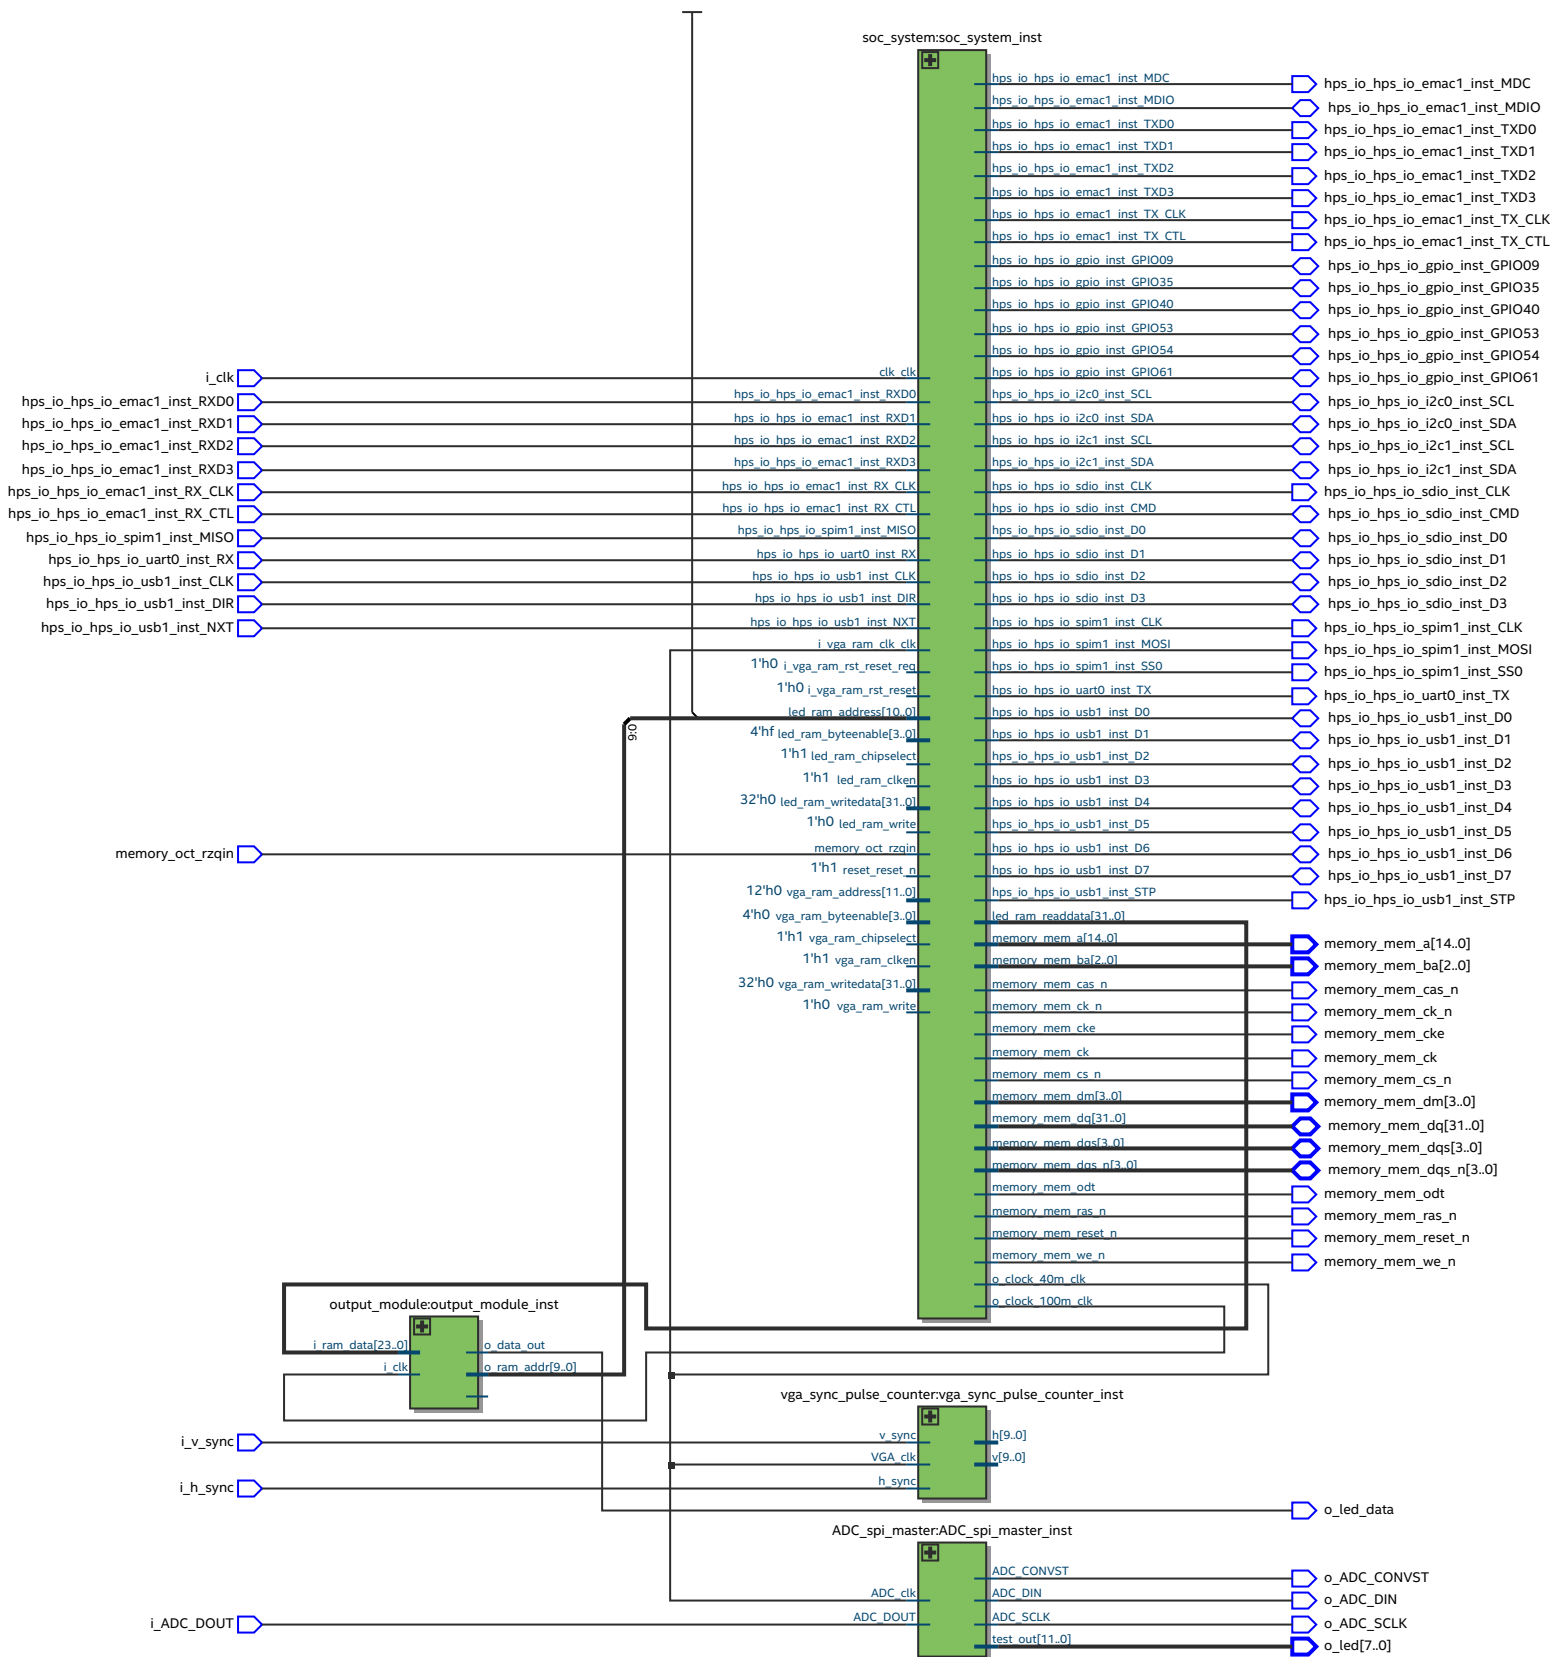 soc_system:soc_system_inst
hps_io_hps_io_emac1_inst_MDC hps_io_hps_io_emac1_inst_MDC
hps_io_hps_io_emac1_inst_MDIO hps_io_hps_io_emac1_inst_MDIO
hps_io_hps_io_emac1_inst_TXD0 hps_io_hps_io_emac1_inst_TXD0
hps_io_hps_io_emac1_inst_TXD1 hps_io_hps_io_emac1_inst_TXD1
hps_io_hps_io_emac1_inst_TXD2 hps_io_hps_io_emac1_inst_TXD2
hps_io_hps_io_emac1_inst_TXD3 hps_io_hps_io_emac1_inst_TXD3
hps_io_hps_io_emac1_inst_TX_CLK hps_io_hps_io_emac1_inst_TX_CLK
hps_io_hps_io_emac1_inst_TX_CTL hps_io_hps_io_emac1_inst_TX_CTL
hps_io_hps_io_gpio_inst_GPIO09 hps_io_hps_io_gpio_inst_GPIO09
hps_io_hps_io_gpio_inst_GPIO35 hps_io_hps_io_gpio_inst_GPIO35
hps_io_hps_io_gpio_inst_GPIO40 hps_io_hps_io_gpio_inst_GPIO40
hps_io_hps_io_gpio_inst_GPIO53 hps_io_hps_io_gpio_inst_GPIO53
hps_io_hps_io_gpio_inst_GPIO54 hps_io_hps_io_gpio_inst_GPIO54
i_clk clk_clk hps_io_hps_io_gpio_inst_GPIO61 hps_io_hps_io_gpio_inst_GPIO61
hps_io_hps_io_emac1_inst_RXD0 hps_io_hps_io_emac1_inst_RXD0 hps_io_hps_io_i2c0_inst_SCL hps_io_hps_io_i2c0_inst_SCL
hps_io_hps_io_emac1_inst_RXD1 hps_io_hps_io_emac1_inst_RXD1 hps_io_hps_io_i2c0_inst_SDA hps_io_hps_io_i2c0_inst_SDA
hps_io_hps_io_emac1_inst_RXD2 hps_io_hps_io_emac1_inst_RXD2 hps_io_hps_io_i2c1_inst_SCL hps_io_hps_io_i2c1_inst_SCL
hps_io_hps_io_emac1_inst_RXD3 hps_io_hps_io_emac1_inst_RXD3 hps_io_hps_io_i2c1_inst_SDA hps_io_hps_io_i2c1_inst_SDA
hps_io_hps_io_emac1_inst_RX_CLK hps_io_hps_io_emac1_inst_RX_CLK hps_io_hps_io_sdio_inst_CLK hps_io_hps_io_sdio_inst_CLK
hps_io_hps_io_emac1_inst_RX_CTL hps_io_hps_io_emac1_inst_RX_CTL hps_io_hps_io_sdio_inst_CMD hps_io_hps_io_sdio_inst_CMD
hps_io_hps_io_spim1_inst_MISO hps_io_hps_io_spim1_inst_MISO hps_io_hps_io_sdio_inst_D0 hps_io_hps_io_sdio_inst_D0
hps_io_hps_io_uart0_inst_RX hps_io_hps_io_uart0_inst_RX hps_io_hps_io_sdio_inst_D1 hps_io_hps_io_sdio_inst_D1
hps_io_hps_io_usb1_inst_CLK hps_io_hps_io_usb1_inst_CLK hps_io_hps_io_sdio_inst_D2 hps_io_hps_io_sdio_inst_D2
hps_io_hps_io_usb1_inst_DIR hps_io_hps_io_usb1_inst_DIR hps_io_hps_io_sdio_inst_D3 hps_io_hps_io_sdio_inst_D3
hps_io_hps_io_usb1_inst_NXT hps_io_hps_io_usb1_inst_NXT hps_io_hps_io_spim1_inst_CLK hps_io_hps_io_spim1_inst_CLK
i_vga_ram_clk_clk hps_io_hps_io_spim1_inst_MOSI hps_io_hps_io_spim1_inst_MOSI
1'h0 i_vga_ram_rst_reset_req hps_io_hps_io_spim1_inst_SS0 hps_io_hps_io_spim1_inst_SS0
1'h0 i_vga_ram_rst_reset hps_io_hps_io_uart0_inst_TX hps_io_hps_io_uart0_inst_TX
led_ram_address[10..0] hps_io_hps_io_usb1_inst_D0 hps_io_hps_io_usb1_inst_D0
9:0
4'hf led_ram_byteenable[3..0] hps_io_hps_io_usb1_inst_D1 hps_io_hps_io_usb1_inst_D1
1'h1 led_ram_chipselect hps_io_hps_io_usb1_inst_D2 hps_io_hps_io_usb1_inst_D2
1'h1 led_ram_clken hps_io_hps_io_usb1_inst_D3 hps_io_hps_io_usb1_inst_D3
32'h0 led_ram_writedata[31..0] hps_io_hps_io_usb1_inst_D4 hps_io_hps_io_usb1_inst_D4
1'h0 led_ram_write hps_io_hps_io_usb1_inst_D5 hps_io_hps_io_usb1_inst_D5
memory_oct_rzqin memory_oct_rzqin hps_io_hps_io_usb1_inst_D6 hps_io_hps_io_usb1_inst_D6
1'h1 reset_reset_n hps_io_hps_io_usb1_inst_D7 hps_io_hps_io_usb1_inst_D7
12'h0 vga_ram_address[11..0] hps_io_hps_io_usb1_inst_STP hps_io_hps_io_usb1_inst_STP
4'h0 vga_ram_byteenable[3..0] led_ram_readdata[31..0]
1'h1 vga_ram_chipselect memory_mem_a[14..0] memory_mem_a[14..0]
1'h1 vga_ram_clken memory_mem_ba[2..0] memory_mem_ba[2..0]
32'h0 vga_ram_writedata[31..0] memory_mem_cas_n memory_mem_cas_n
1'h0 vga_ram_write memory_mem_ck_n memory_mem_ck_n
memory_mem_cke memory_mem_cke
memory_mem_ck memory_mem_ck
memory_mem_cs_n memory_mem_cs_n
memory_mem_dm[3..0] memory_mem_dm[3..0]
memory_mem_dq[31..0] memory_mem_dq[31..0]
memory_mem_dqs[3..0] memory_mem_dqs[3..0]
memory_mem_dqs_n[3..0] memory_mem_dqs_n[3..0]
memory_mem_odt memory_mem_odt
memory_mem_ras_n memory_mem_ras_n
memory_mem_reset_n memory_mem_reset_n
memory_mem_we_n memory_mem_we_n
o_clock_40m_clk
o_clock_100m_clk
output_module:output_module_inst
i_ram_data[23..0] o_data_out
i_clk o_ram_addr[9..0]
vga_sync_pulse_counter:vga_sync_pulse_counter_inst
i_v_sync v_sync h[9..0]
VGA_clk v[9..0]
i_h_sync h_sync
o_led_data
ADC_spi_master:ADC_spi_master_inst
ADC_CONVST o_ADC_CONVST
ADC_clk ADC_DIN o_ADC_DIN
i_ADC_DOUT ADC_DOUT ADC_SCLK o_ADC_SCLK
test_out[11..0] o_led[7..0]